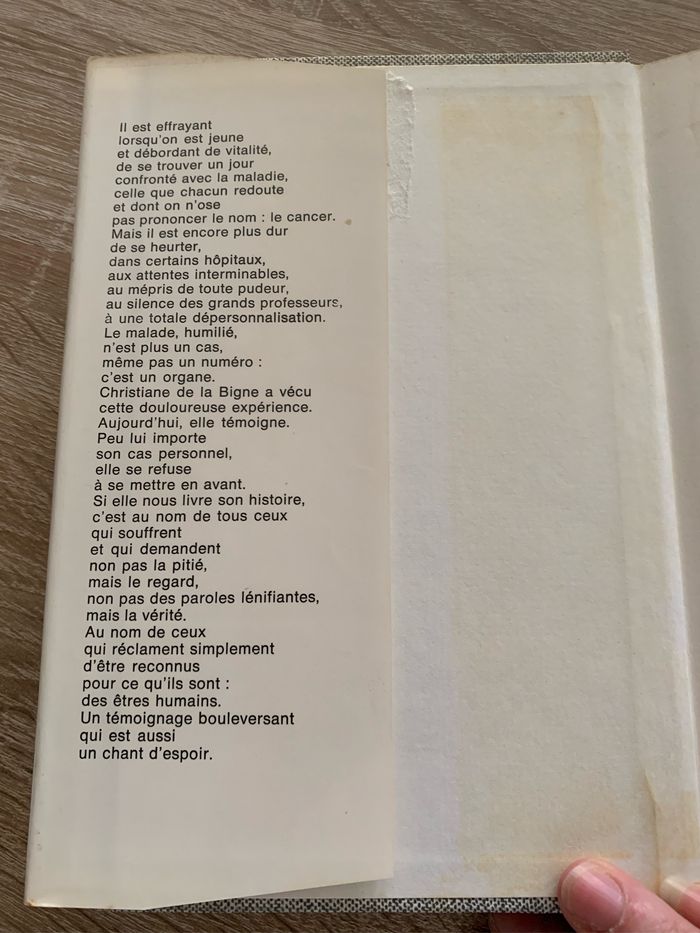 Il est effrayant
lorsqu'on est jeune
et débordant de vitalité,
de se trouver un jour
confronté avec la maladie,
celle que chacun redoute
et dont on n'ose
pas prononcer le nom : le cancer.
Mais il est encore plus dur
de se heurter,
dans certains hôpitaux,
aux attentes interminables,
au mépris de toute pudeur,
au silence des grands professeurs,
à une totale dépersonnalisation.
Le malade, humilié,
n'est plus un cas,
même pas un numéro :
c'est un organe.
Christiane de la Bigne a vécu
cette douloureuse expérience.
Aujourd'hui, elle témoigne.
Peu lui importe
son cas personnel,
elle se refuse
à se mettre en avant.
Si elle nous livre son histoire,
c'est au nom de tous ceux
qui souffrent
et qui demandent
non pas la pitié,
mais le regard,
non pas des paroles lénifiantes,
mais la vérité.
Au nom de ceux
qui réclament simplement
d'être reconnus
pour ce qu'ils sont :
des êtres humains.
Un témoignage bouleversant
qui est aussi
un chant d'espoir.